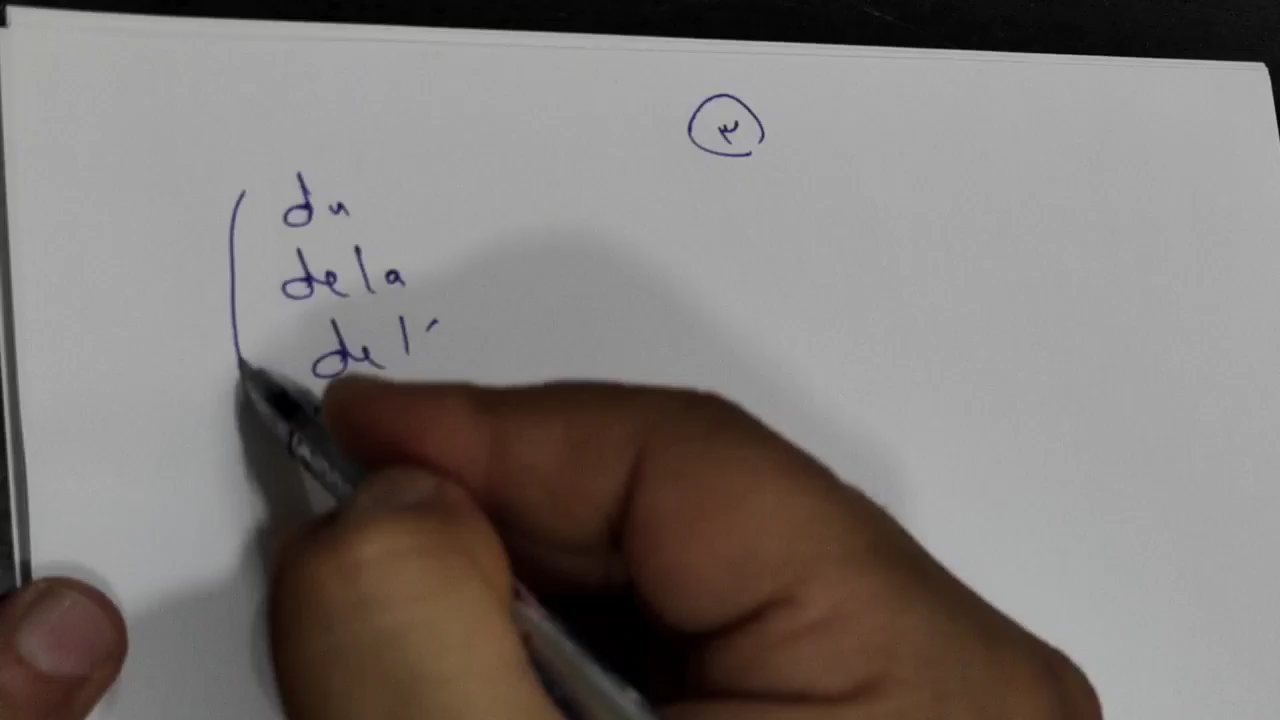 ٣
du
de la
de l'